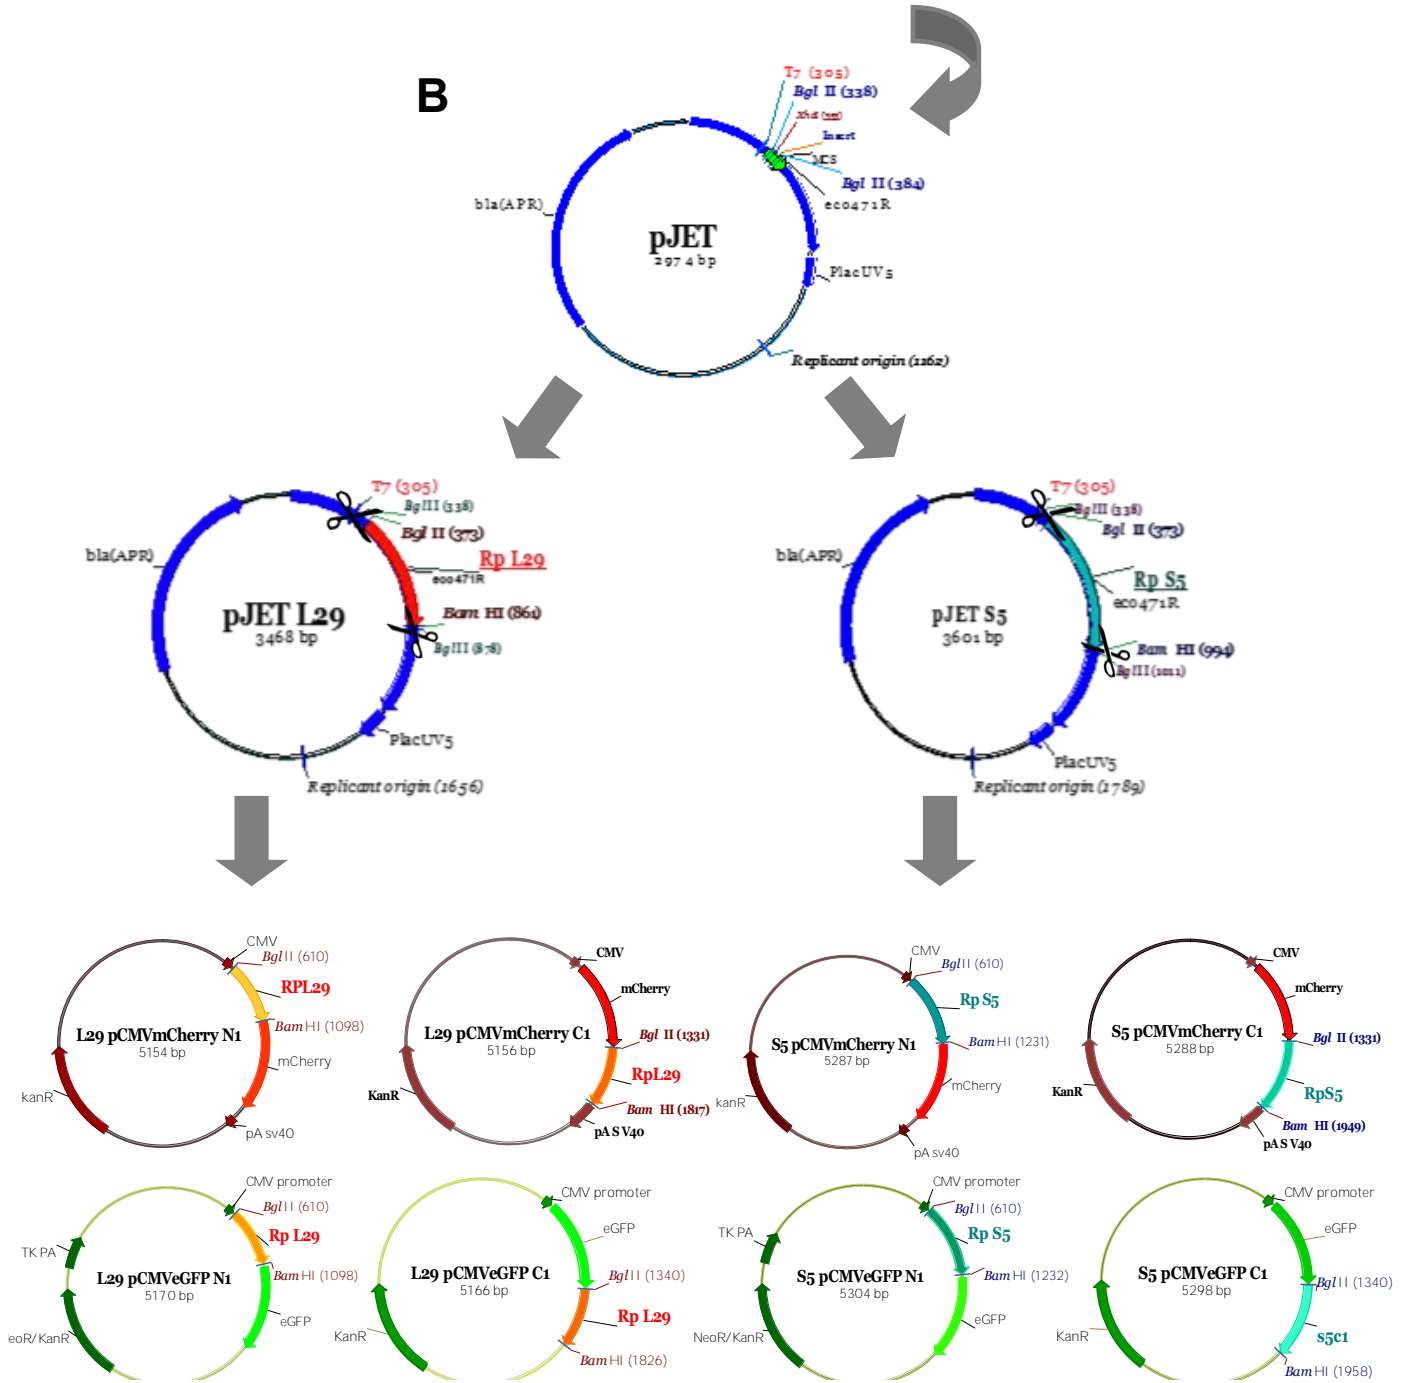 B
T7 (305)
Bgl II (338)
Insert
MCS
Bgl II (384)
eco471R
bla(APR)
pJET
2974 bp
PlacUV5
Replicant origin (1162)
T7 (305)
BglII (338)
Bgl II (373)
Rp L29
eco471R
bla(APR)
pJET L29
3468 bp
Bam HI (861)
BglII (878)
PlacUV5
Replicant origin (1656)
T7 (305)
BglII (338)
Bgl II (373)
Rp S5
eco471R
bla(APR)
pJET S5
3601 bp
Bam HI (994)
BglII (1011)
PlacUV5
Replicant origin (1789)
CMV
BglII (610)
RPL29
BamHI (1098)
L29 pCMVmCherry N1
5154 bp
mCherry
kanR
pA sv40
CMV
mCherry
Bgl II (1331)
L29 pCMVmCherry C1
5156 bp
RpL29
KanR
Bam HI (1817)
pA S V40
CMV
BglII (610)
Rp S5
BamHI (1231)
S5 pCMVmCherry N1
5287 bp
mCherry
kanR
pA sv40
CMV
mCherry
Bgl II (1331)
S5 pCMVmCherry C1
5288 bp
RpS5
KanR
Bam HI (1949)
pA S V40
CMV promoter
BglII (610)
Rp L29
TK PA
BamHI (1098)
L29 pCMVeGFP N1
5170 bp
eGFP
eoR/KanR
CMV promoter
eGFP
BglII (1340)
L29 pCMVeGFP C1
5166 bp
Rp L29
KanR
BamHI (1826)
CMV promoter
BglII (610)
Rp S5
TK PA
BamHI (1232)
S5 pCMVeGFP N1
5304 bp
eGFP
NeoR/KanR
CMV promoter
eGFP
BglII (1340)
S5 pCMVeGFP C1
5298 bp
s5c1
KanR
BamHI (1958)